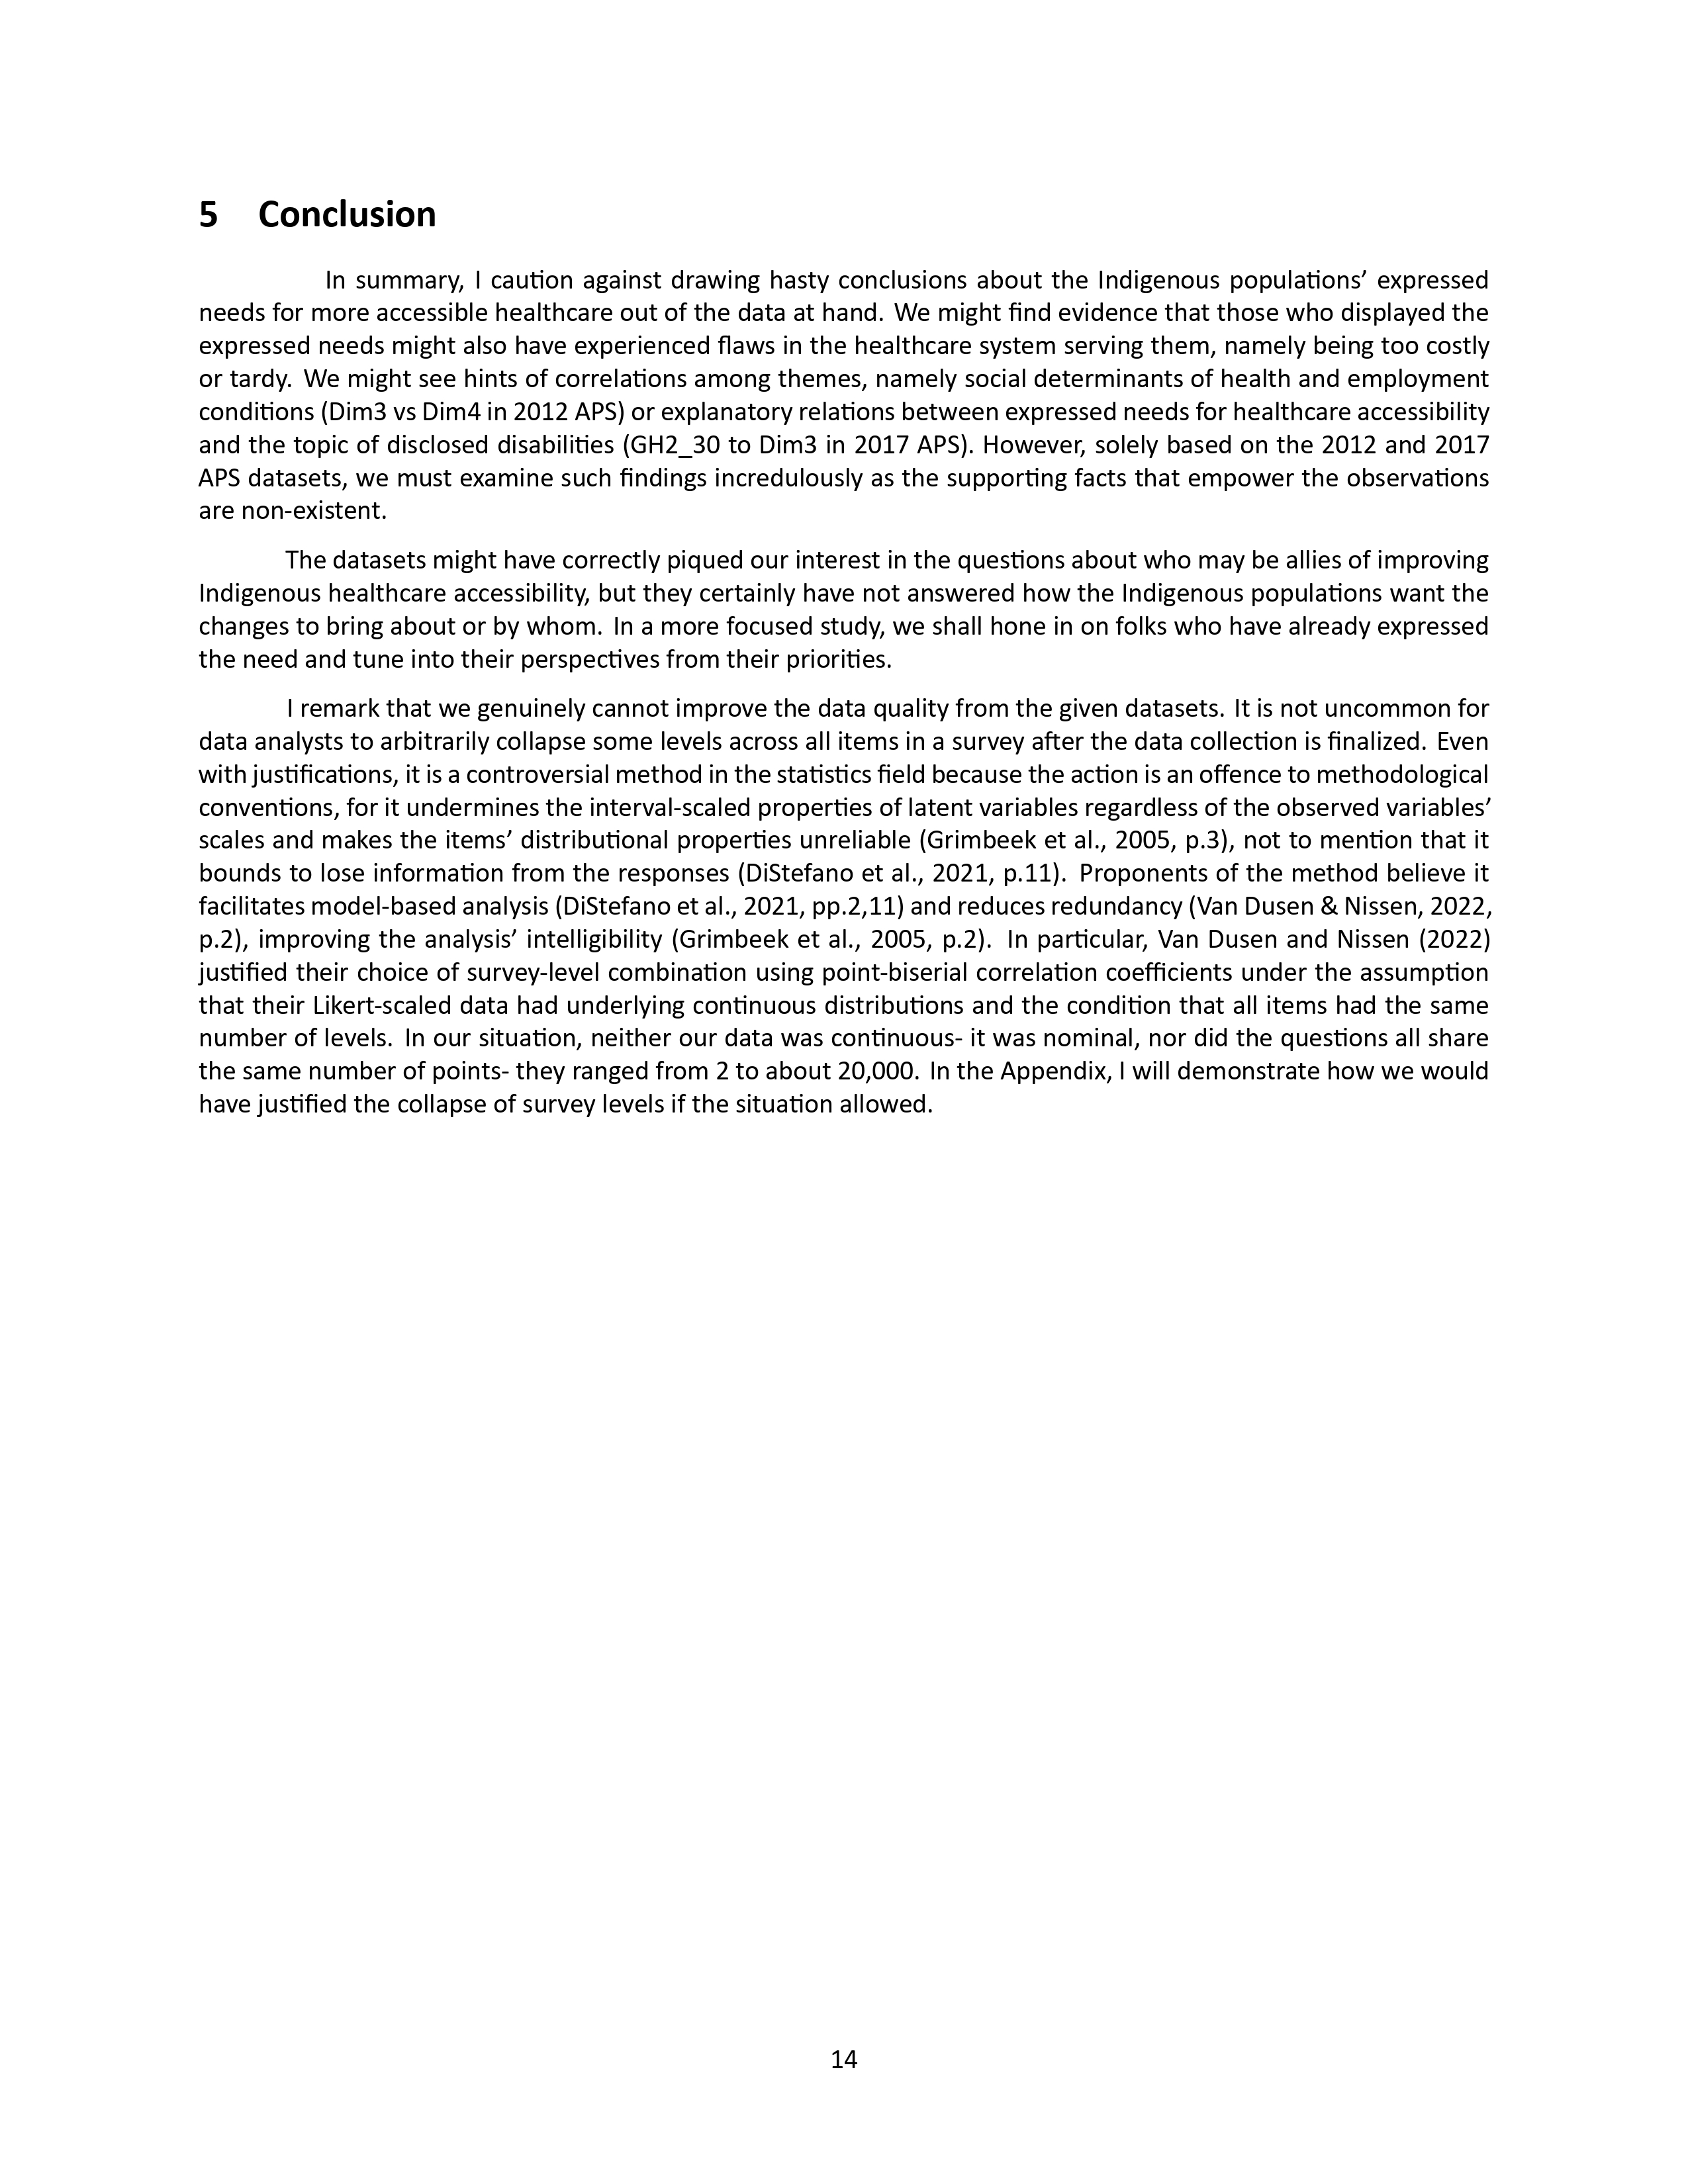 5 Conclusion
In summary, I caution against drawing hasty conclusions about the Indigenous populations’ expressed
needs for more accessible healthcare out of the data at hand. We might find evidence that those who displayed the
expressed needs might also have experienced flaws in the healthcare system serving them, namely being too costly
or tardy. We might see hints of correlations among themes, namely social determinants of health and employment
conditions (Dim3 vs Dim4 in 2012 APS) or explanatory relations between expressed needs for healthcare accessibility
and the topic of disclosed disabilities (GH2_30 to Dim3 in 2017 APS). However, solely based on the 2012 and 2017
APS datasets, we must examine such findings incredulously as the supporting facts that empower the observations
are non-existent.
The datasets might have correctly piqued our interest in the questions about who may be allies of improving
Indigenous healthcare accessibility, but they certainly have not answered how the Indigenous populations want the
changes to bring about or by whom. In a more focused study, we shall hone in on folks who have already expressed
the need and tune into their perspectives from their priorities.
I remark that we genuinely cannot improve the data quality from the given datasets. It is not uncommon for
data analysts to arbitrarily collapse some levels across all items in a survey after the data collection is finalized. Even
with justifications, it is a controversial method in the statistics field because the action is an offence to methodological
conventions, for it undermines the interval-scaled properties of latent variables regardless of the observed variables’
scales and makes the items’ distributional properties unreliable (Grimbeek et al., 2005, p.3), not to mention that it
bounds to lose information from the responses (DiStefano et al., 2021, p.11). Proponents of the method believe it
facilitates model-based analysis (DiStefano et al., 2021, pp.2,11) and reduces redundancy (Van Dusen & Nissen, 2022,
p.2), improving the analysis’ intelligibility (Grimbeek et al., 2005, p.2). In particular, Van Dusen and Nissen (2022)
justified their choice of survey-level combination using point-biserial correlation coefficients under the assumption
that their Likert-scaled data had underlying continuous distributions and the condition that all items had the same
number of levels. In our situation, neither our data was continuous- it was nominal, nor did the questions all share
the same number of points- they ranged from 2 to about 20,000. In the Appendix, I will demonstrate how we would
have justified the collapse of survey levels if the situation allowed.
14